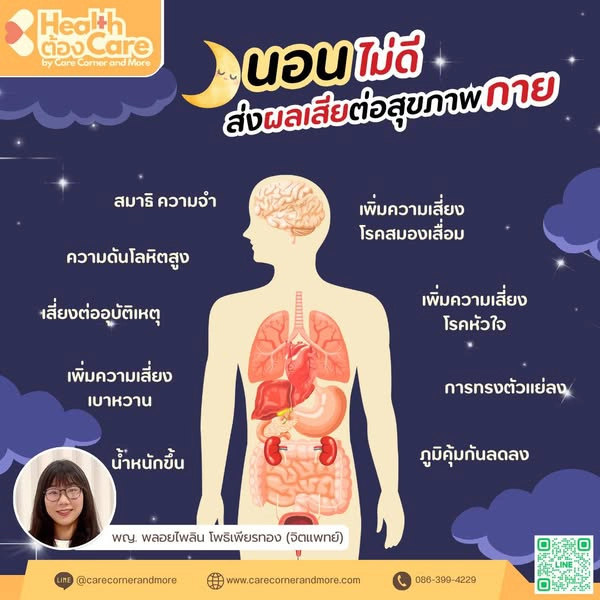 Health
ต้อง Care
by Care Corner and More
นอน ไม่ดี
ส่งผลเสียต่อสุขภาพกาย
สมาธิ ความจำ
ความดันโลหิตสูง
เสี่ยงต่ออุบัติเหตุ
เพิ่มความเสี่ยง
เบาหวาน
น้ำหนักขึ้น
เพิ่มความเสี่ยง
โรคสมองเสื่อม
เพิ่มความเสี่ยง
โรคหัวใจ
การทรงตัวแย่ลง
ภูมิคุ้มกันลดลง
พญ. พลอยไพลิน โพธิเพียรทอง (จิตแพทย์)
LINE @carecornerandmore
www.carecornerandmore.com
086-399-4229
LINE